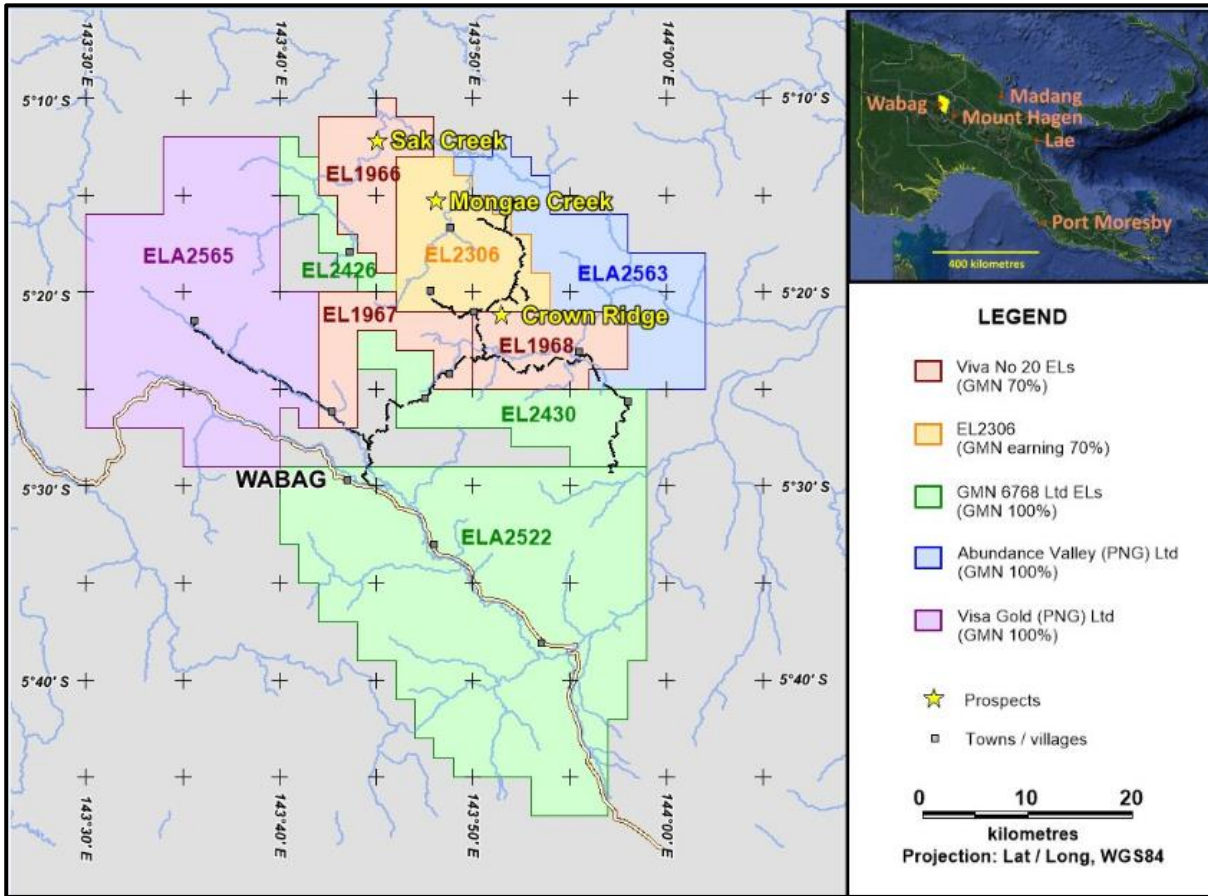 143°30' E
143°40' E
143°50' E
144°00' E
5°10' S
5°10' S
Sak Creek
EL1966
Mongae Creek
ELA2565
EL2426
EL2306
ELA2563
5°20' S
5°20' S
EL1967
Crown Ridge
EL1968
EL2430
WABAG
5°30' S
5°30' S
ELA2522
5°40' S
5°40' S
143°30' E
143°40' E
143°50' E
144°00' E
Wabag
Madang
Mount Hagen
Lae
Port Moresby
400 kilometres
LEGEND
Viva No 20 ELs
(GMN 70%)
EL2306
(GMN earning 70%)
GMN 6768 Ltd ELs
(GMN 100%)
Abundance Valley (PNG) Ltd
(GMN 100%)
Visa Gold (PNG) Ltd
(GMN 100%)
Prospects
Towns / villages
0 10 20
kilometres
Projection: Lat / Long, WGS84